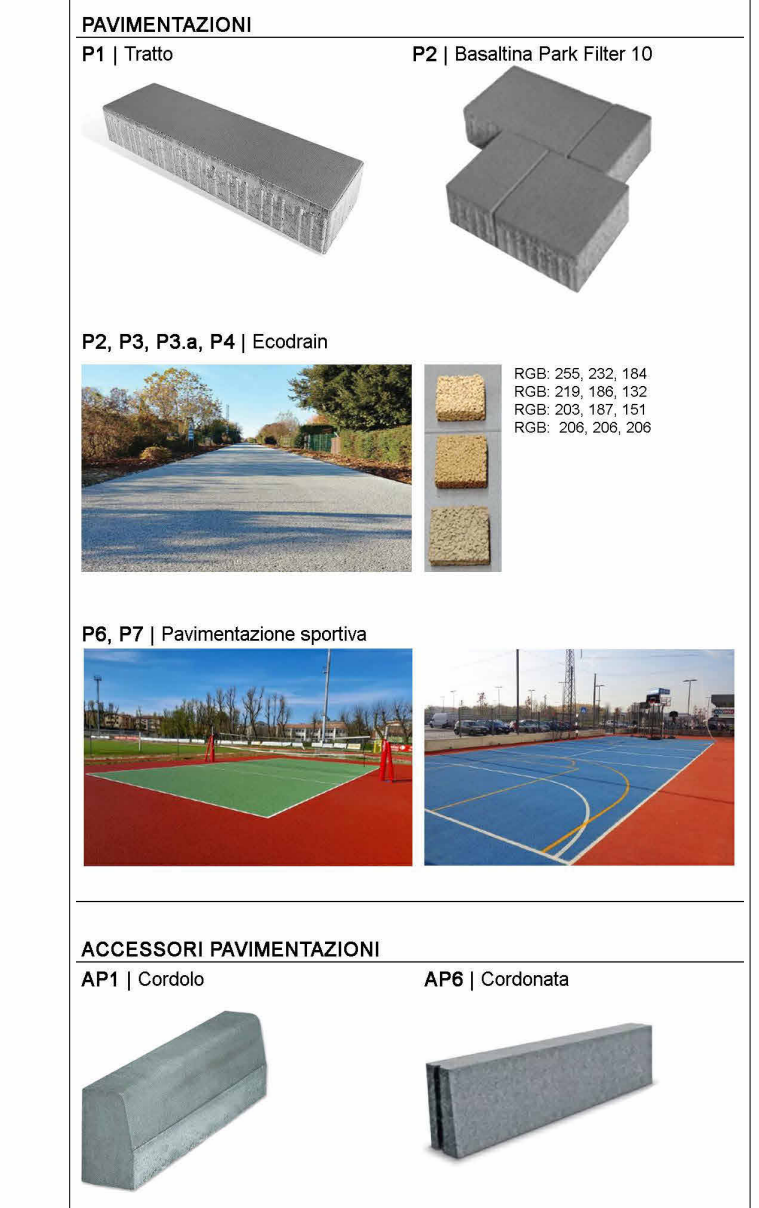 PAVIMENTAZIONI
P1 | Tratto
P2 | Basaltina Park Filter 10
P2, P3, P3.a, P4 | Ecodrain
RGB: 255, 232, 184
RGB: 219, 186, 132
RGB: 203, 187, 151
RGB: 206, 206, 206
P6, P7 | Pavimentazione sportiva
ACCESSORI PAVIMENTAZIONI
AP1 | Cordolo
AP6 | Cordonata